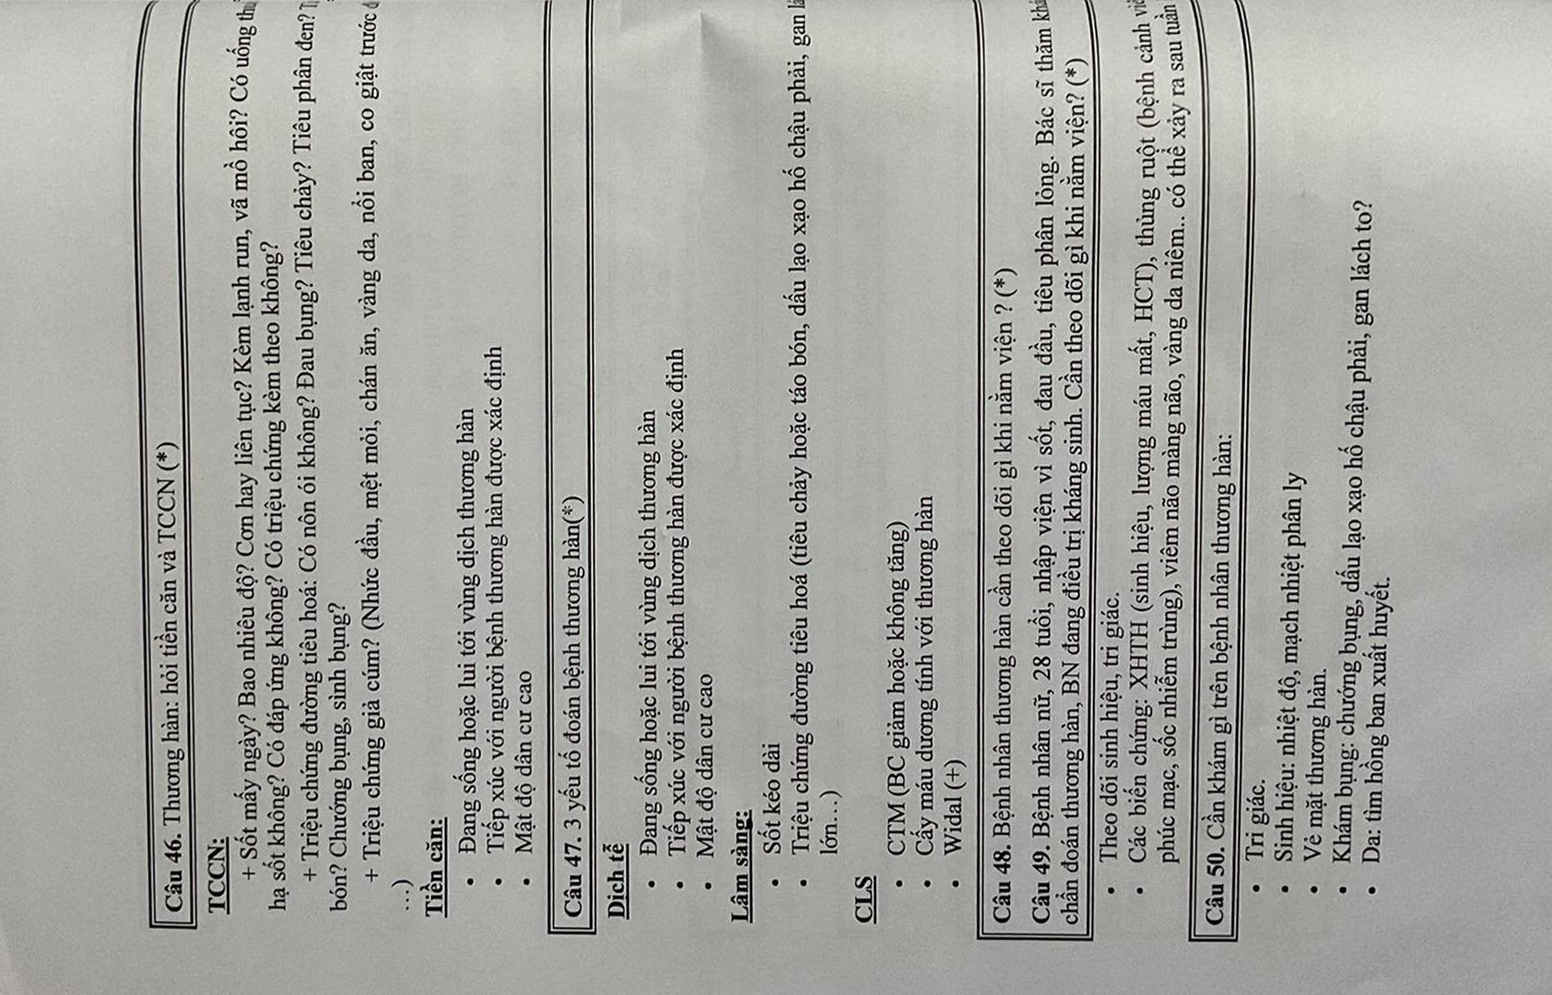 Câu 46. Thương hàn: hỏi tiền căn và TCCN (*)
TCCN:
+ Sốt mấy ngày? Bao nhiêu độ? Cơn hay liên tục? Kèm lạnh run, vã mồ hôi? Có uống
hạ sốt không? Có đáp ứng không? Có triệu chứng kèm theo không?
+ Triệu chứng đường tiêu hoá: Có nôn ói không? Đau bụng? Tiêu chảy? Tiêu phân đen?
bón? Chướng bụng, sình bụng?
+ Triệu chứng giả cúm? (Nhức đầu, mệt mỏi, chán ăn, vàng da, nổi ban, co giật trước
…)
Tiền căn:
• Đang sống hoặc lui tới vùng dịch thương hàn
• Tiếp xúc với người bệnh thương hàn được xác định
• Mật độ dân cư cao
Câu 47. 3 yếu tố đoán bệnh thương hàn(*)
Dịch tễ
• Đang sống hoặc lui tới vùng dịch thương hàn
• Tiếp xúc với người bệnh thương hàn được xác định
• Mật độ dân cư cao
Lâm sàng:
• Sốt kéo dài
• Triệu chứng đường tiêu hoá (tiêu chảy hoặc táo bón, dấu lạo xạo hố chậu phải, gan
lớn…)
CLS
• CTM (BC giảm hoặc không tăng)
• Cấy máu dương tính với thương hàn
• Widal (+)
Câu 48. Bệnh nhân thương hàn cần theo dõi gì khi nằm viện ? (*)
Câu 49. Bệnh nhân nữ, 28 tuổi, nhập viện vì sốt, đau đầu, tiêu phân lỏng. Bác sĩ thăm
chẩn đoán thương hàn, BN đang điều trị kháng sinh. Cần theo dõi gì khi nằm viện? (*)
• Theo dõi sinh hiệu, tri giác.
• Các biến chứng: XHTH (sinh hiệu, lượng máu mất, HCT), thủng ruột (bệnh cảnh
phúc mạc, sốc nhiễm trùng), viêm não màng não, vàng da niêm.. có thể xảy ra sau tuần
Câu 50. Cần khám gì trên bệnh nhân thương hàn:
• Tri giác.
• Sinh hiệu: nhiệt độ, mạch nhiệt phân ly
• Vẻ mặt thương hàn.
• Khám bụng: chướng bụng, dấu lạo xạo hố chậu phải, gan lách to?
• Da: tìm hồng ban xuất huyết.